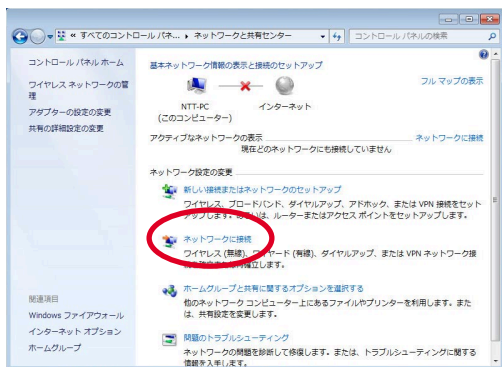 « すべてのコントロール パネ... ▸ ネットワークと共有センター
コントロール パネルの検索
コントロール パネル ホーム
ワイヤレス ネットワークの管
理
アダプターの設定の変更
共有の詳細設定の変更
関連項目
Windows ファイアウォール
インターネット オプション
ホームグループ
基本ネットワーク情報の表示と接続のセットアップ
フル マップの表示
NTT-PC
(このコンピューター)
インターネット
アクティブなネットワークの表示
ネットワークに接続
現在どのネットワークにも接続していません
ネットワーク設定の変更
新しい接続またはネットワークのセットアップ
ワイヤレス、ブロードバンド、ダイヤルアップ、アドホック、または VPN 接続をセット
アップします。あるいは、ルーターまたはアクセス ポイントをセットアップします。
ネットワークに接続
ワイヤレス (無線)、ワイヤード (有線)、ダイヤルアップ、または VPN ネットワーク接
確立します。
ホームグループと共有に関するオプションを選択する
他のネットワーク コンピューター上にあるファイルやプリンターを利用します。また
は、共有設定を変更します。
問題のトラブルシューティング
ネットワークの問題を診断して修復します。または、トラブルシューティングに関する
情報を入手します。